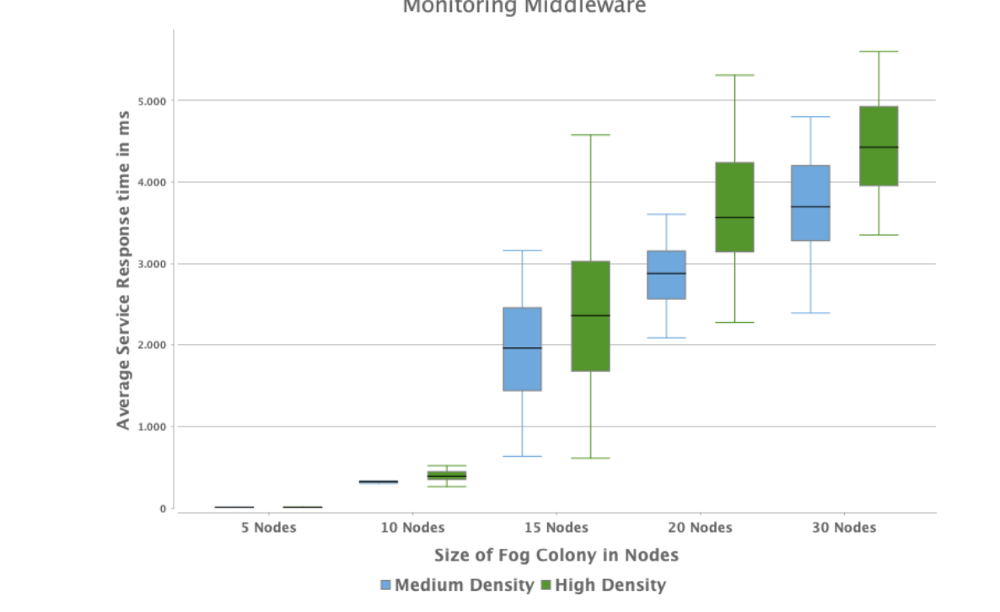 Monitoring Middleware
Average Service Response time in ms
5.000
4.000
3.000
2.000
1.000
0
5 Nodes
10 Nodes
15 Nodes
20 Nodes
30 Nodes
Size of Fog Colony in Nodes
Medium Density
High Density